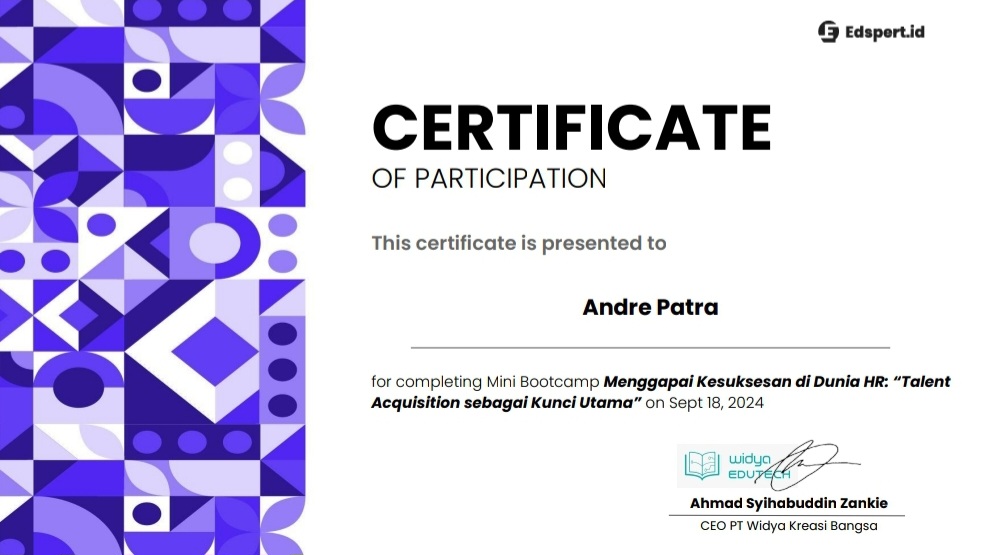 Edspert.id
CERTIFICATE
OF PARTICIPATION
This certificate is presented to
Andre Patra
for completing Mini Bootcamp Menggapai Kesuksesan di Dunia HR: “Talent
Acquisition sebagai Kunci Utama” on Sept 18, 2024
widya
EDUTECH
Ahmad Syihabuddin Zankie
CEO PT Widya Kreasi Bangsa